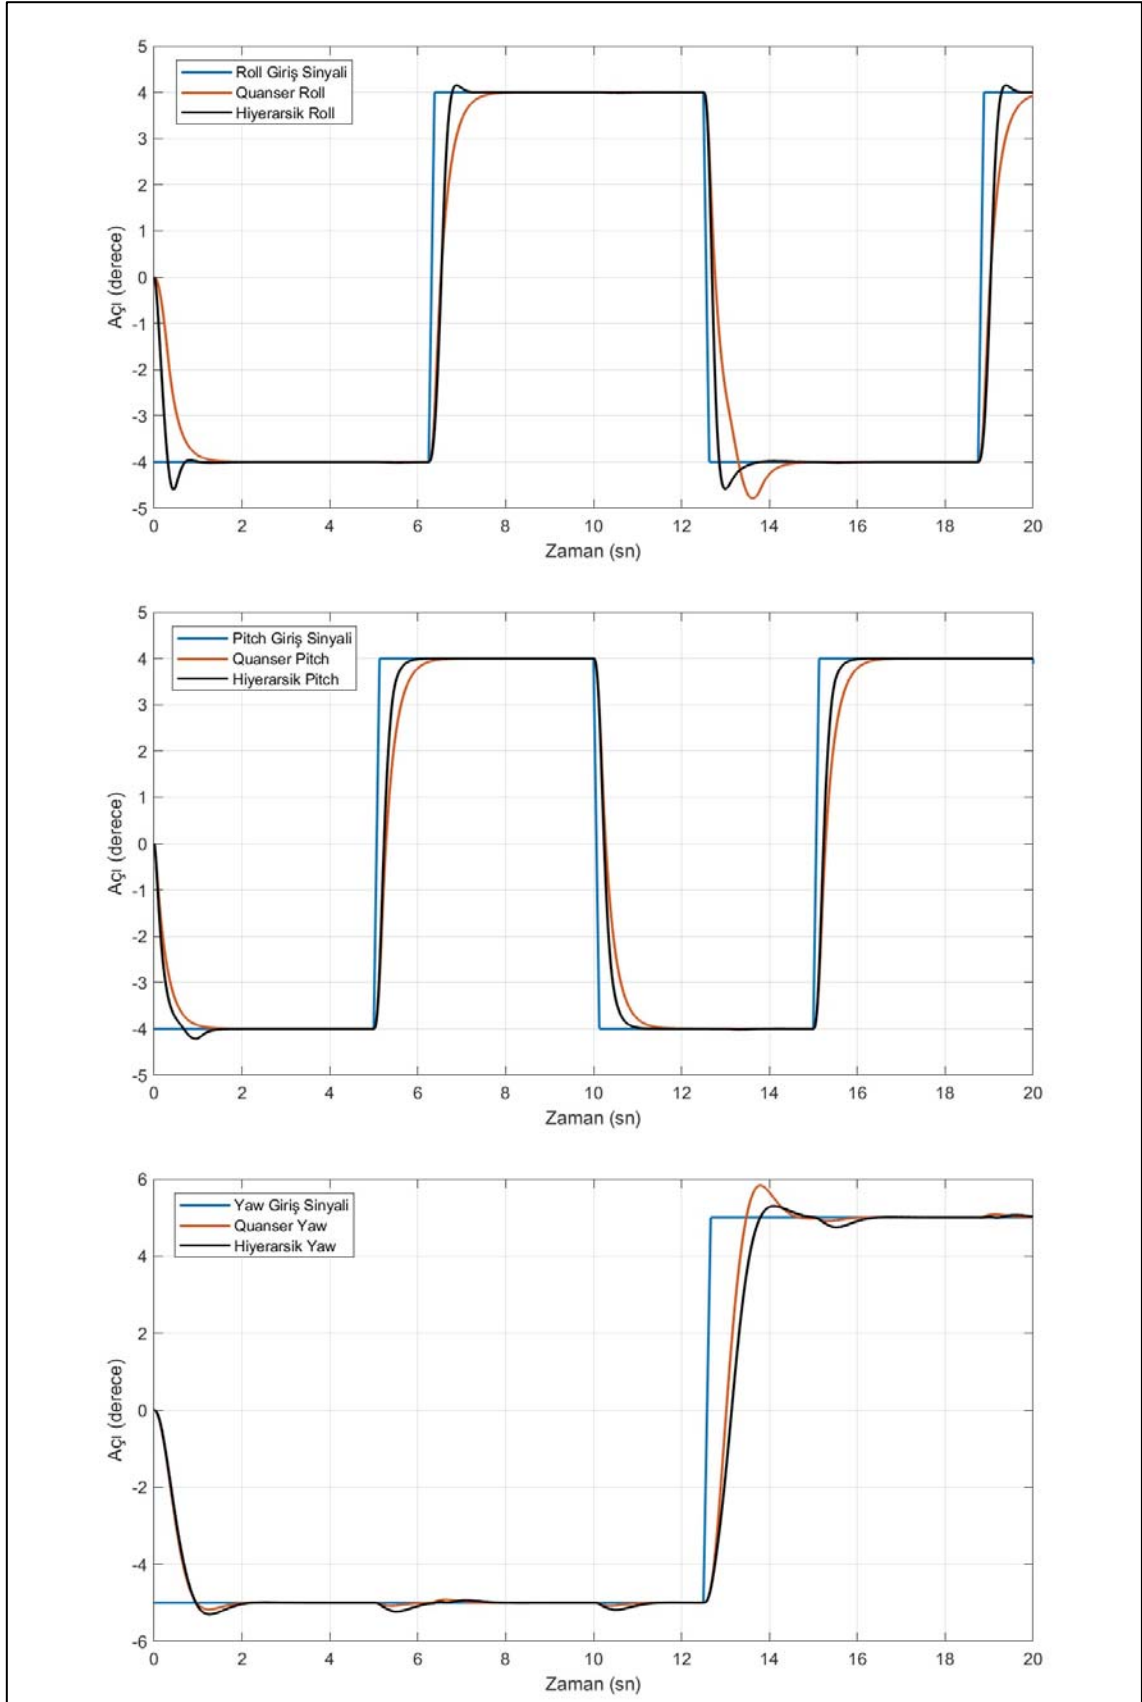 5
4
3
2
1
0
-1
-2
-3
-4
-5
Açı (derece)
Roll Giriş Sinyali
Quanser Roll
Hiyerarsik Roll
0 2 4 6 8 10 12 14 16 18 20
Zaman (sn)
5
4
3
2
1
0
-1
-2
-3
-4
-5
Açı (derece)
Pitch Giriş Sinyali
Quanser Pitch
Hiyerarsik Pitch
0 2 4 6 8 10 12 14 16 18 20
Zaman (sn)
6
4
2
0
-2
-4
-6
Açı (derece)
Yaw Giriş Sinyali
Quanser Yaw
Hiyerarsik Yaw
0 2 4 6 8 10 12 14 16 18 20
Zaman (sn)